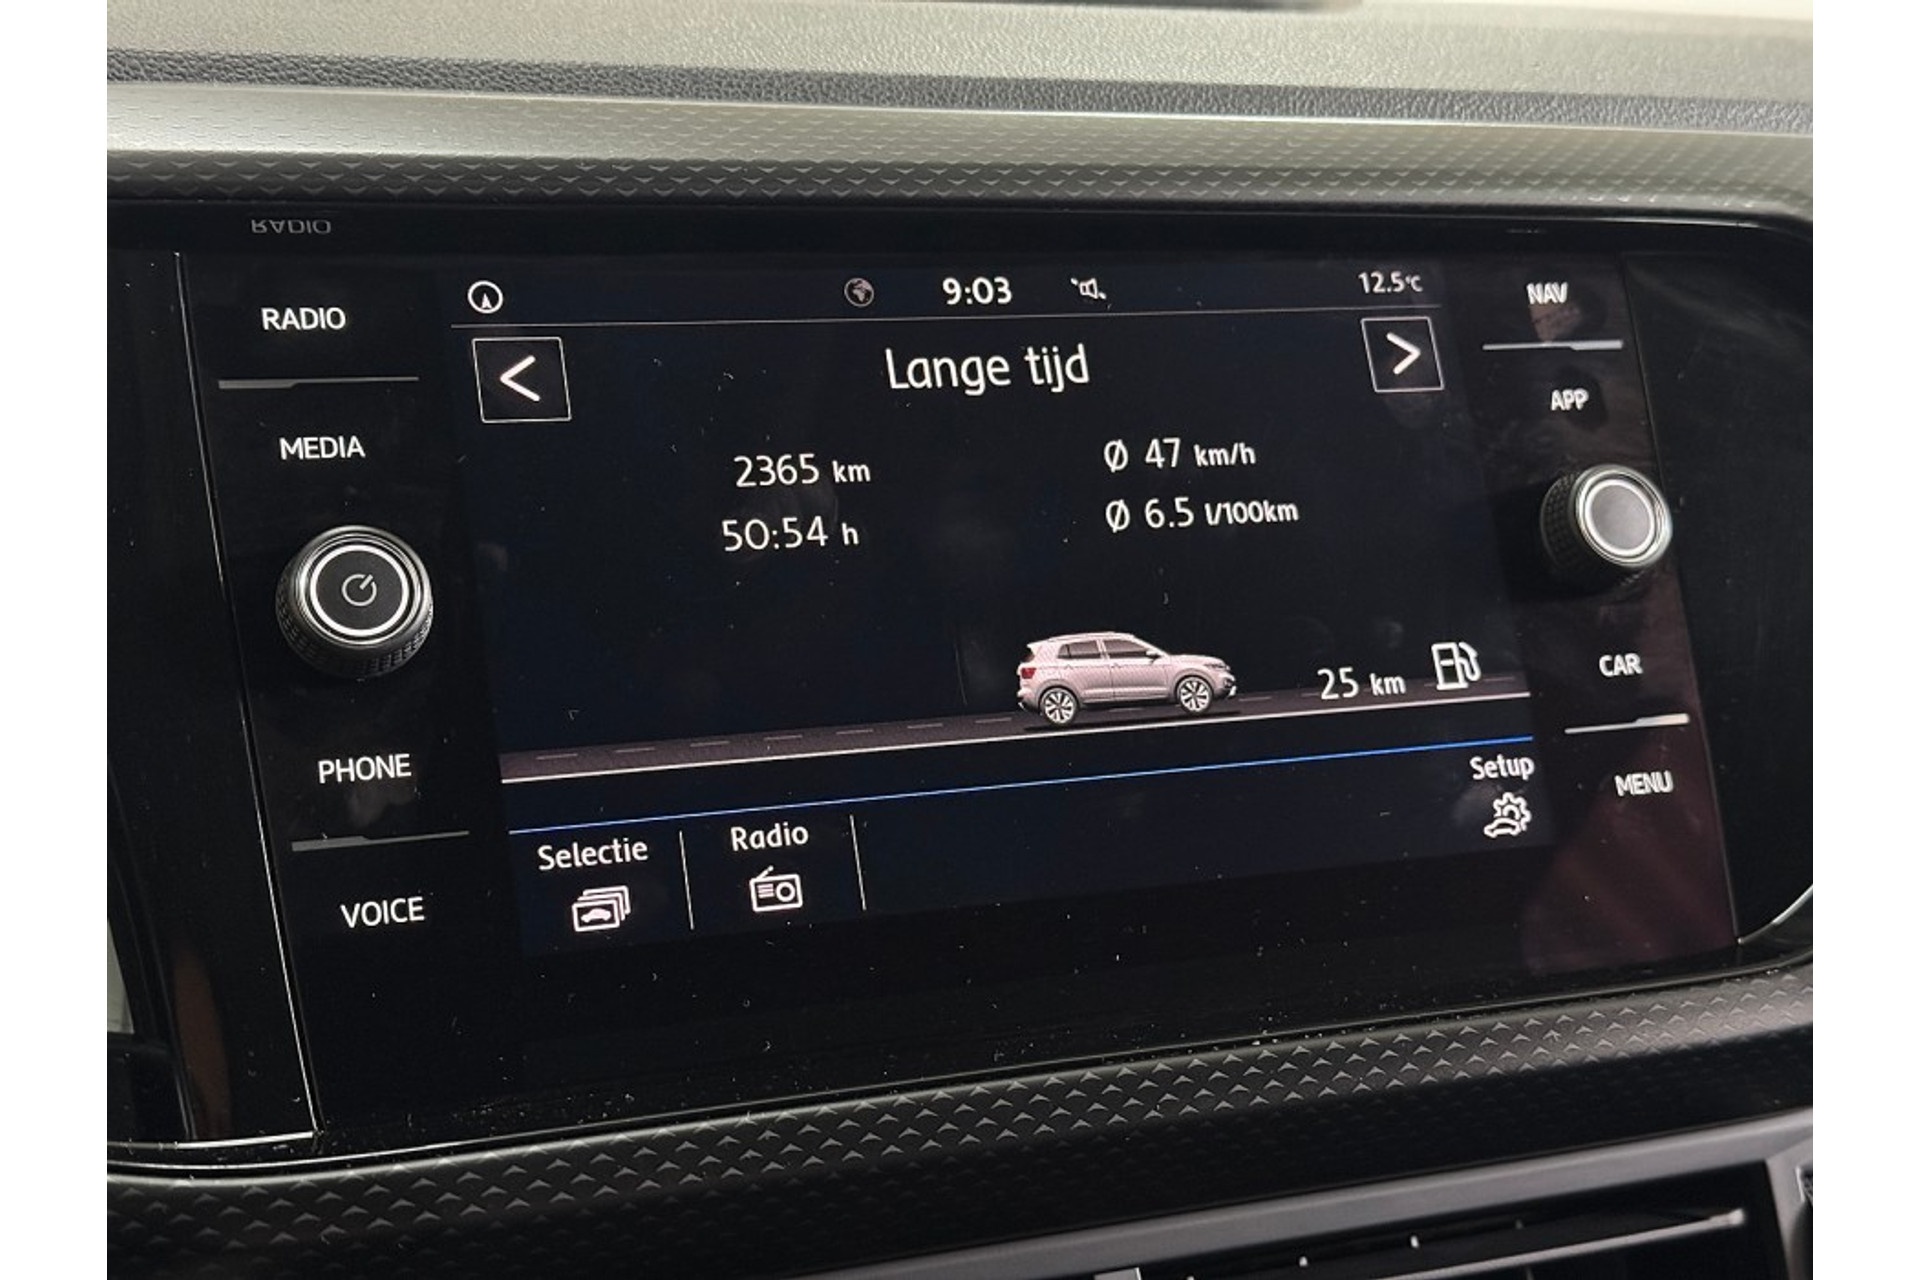 RADIO
RADIO
MEDIA
PHONE
VOICE
9:03
12.5°C
<
Lange tijd
>
2365 km
50:54 h
Ø 47 km/h
Ø 6.5 l/100km
25 km
Selectie
Radio
Setup
NAV
APP
CAR
MENU